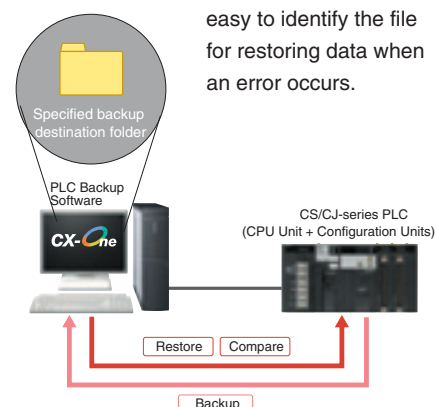 easy to identify the file
for restoring data when
an error occurs.
Specified backup
destination folder
PLC Backup
Software
CX-One
CS/CJ-series PLC
(CPU Unit + Configuration Units)
Restore
Compare
Backup